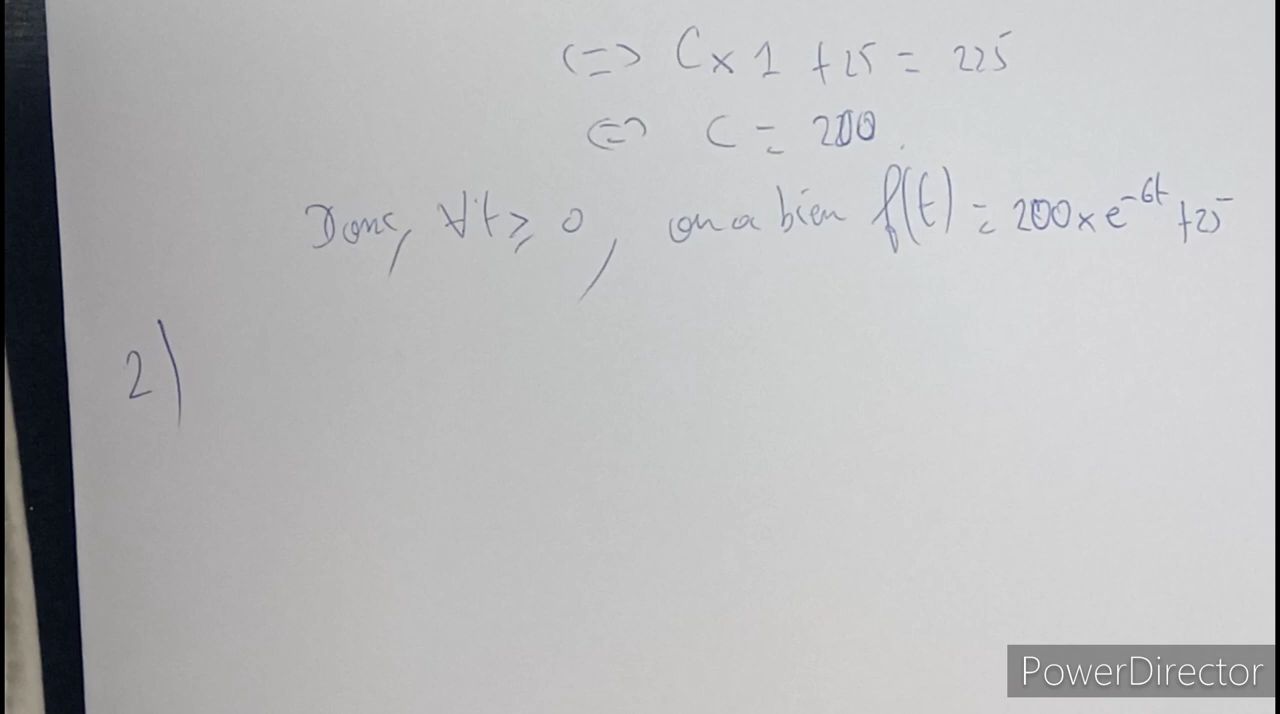 (=) C x 1 + 25 = 225
(=) C = 200.
Donc, ∀t ≥ 0, on a bien f(t) = 200 x e^-6t + 25
2)
PowerDirector